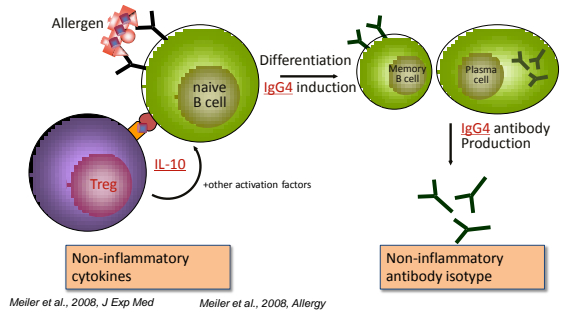 Allergen
naive
B cell
Differentiation
IgG4 induction
Memory
B cell
Plasma
cell
Treg
IL-10
+other activation factors
IgG4 antibody
Production
Non-inflammatory
cytokines
Non-inflammatory
antibody isotype
Meiler et al., 2008, J Exp Med
Meiler et al., 2008, Allergy